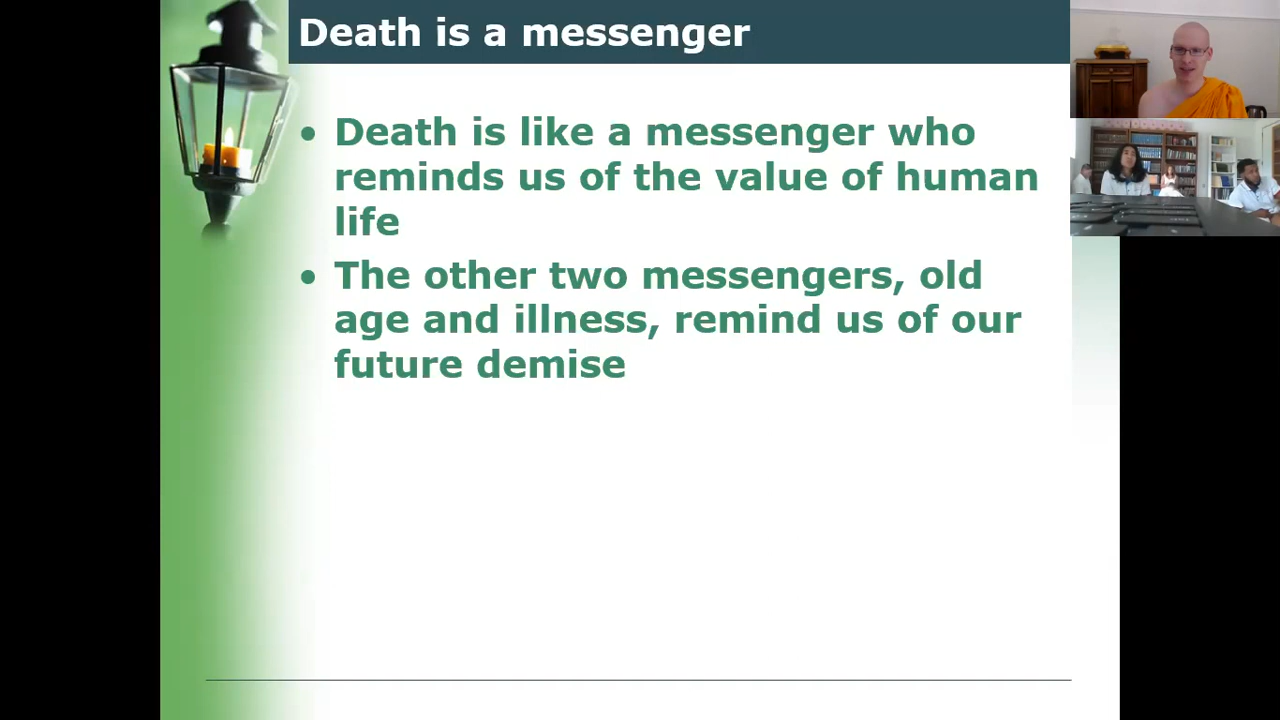 Death is a messenger
• Death is like a messenger who
reminds us of the value of human
life
• The other two messengers, old
age and illness, remind us of our
future demise